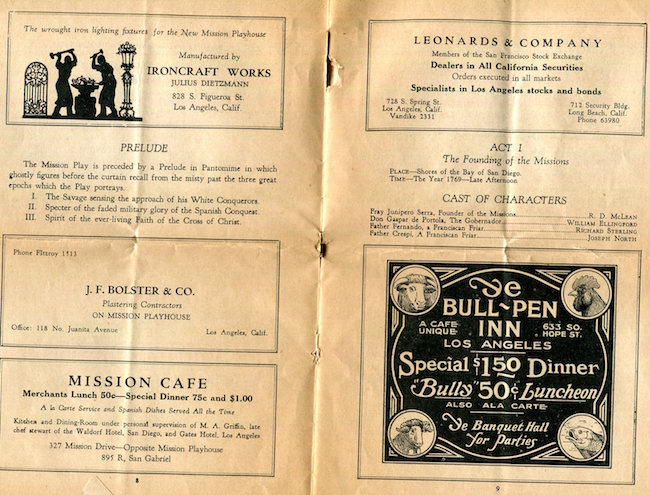 The wrought iron lighting fixtures for the New Mission Playhouse
Manufactured by
IRONCRAFT WORKS
JULIUS DIETZMANN
828 S. Figueroa St.
Los Angeles, Calif.
PRELUDE
The Mission Play is preceded by a Prelude in Pantomime in which
ghostly figures before the curtain recall from the misty past the three great
epochs which the Play portrays.
I. The Savage sensing the approach of his White Conquerors.
II. Specter of the faded military glory of the Spanish Conquest.
III. Spirit of the ever-living Faith of the Cross of Christ.
Phone Fltzroy 1513
J. F. BOLSTER & CO.
Plastering Contractors
ON MISSION PLAYHOUSE
Office: 118 No. Juanita Avenue Los Angeles, Calif.
MISSION CAFE
Merchants Lunch 50c—Special Dinner 75c and $1.00
A la Carte Service and Spanish Dishes Served All the Time
Kitchen and Dining-Room under personal supervision of M. A. Griffin, late
chef stewart of the Waldorf Hotel, San Diego, and Gates Hotel, Los Angeles
327 Mission Drive—Opposite Mission Playhouse
895 R, San Gabriel
8
LEONARDS & COMPANY
Members of the San Francisco Stock Exchange
Dealers in All California Securities
Orders executed in all markets
Specialists in Los Angeles stocks and bonds
728 S. Spring St.
Los Angeles, Calif.
Vandike 2331
712 Security Bldg.
Long Beach, Calif.
Phone 63980
ACT I
The Founding of the Missions
PLACE—Shores of the Bay of San Diego.
TIME—The Year 1769—Late Afternoon.
CAST OF CHARACTERS
Fray Junipero Serra, Founder of the Missions R. D. McLEAN
Don Gaspar de Portola, The Gobernador WILLIAM ELLINGFORD
Father Fernando, a Franciscan Friar RICHARD STERLING
Father Crespi, A Franciscan Friar JOSEPH NORTH
Ye
BULL-PEN
A CAFE
UNIQUE
INN
633 SO.
HOPE ST.
LOS ANGELES
Special $1.50 Dinner
"Bully" 50¢ Luncheon
ALSO ALA CARTE
Ye Banquet Hall
for Parties
9